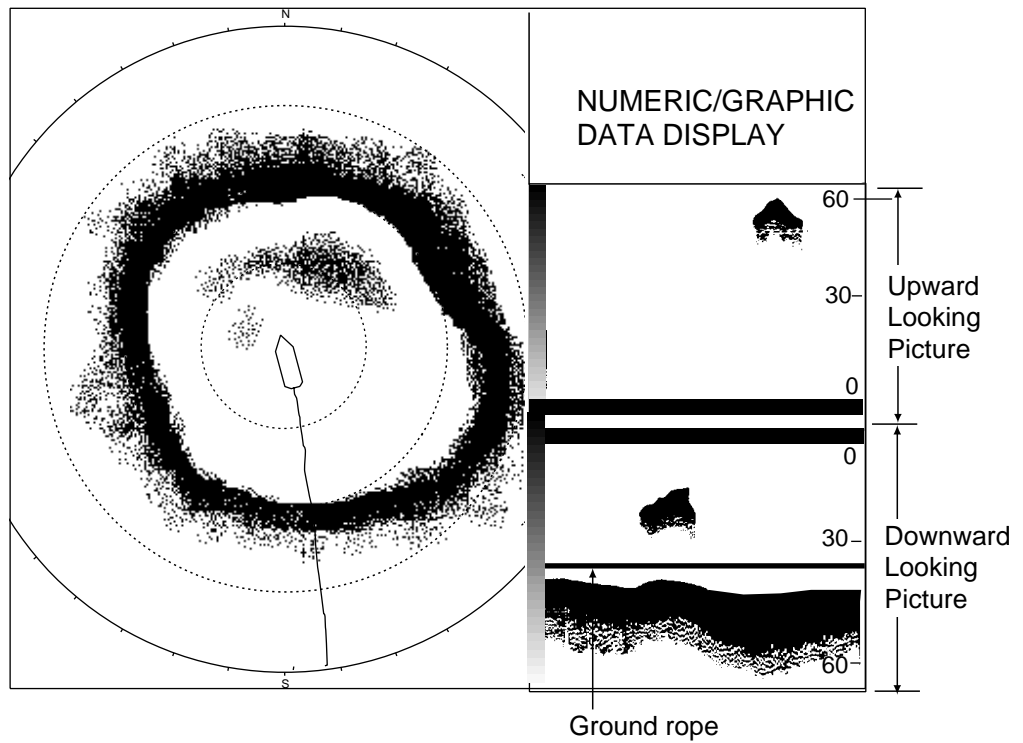 N
NUMERIC/GRAPHIC
DATA DISPLAY
60
30
0
Upward
Looking
Picture
0
30
60
Downward
Looking
Picture
S
Ground rope